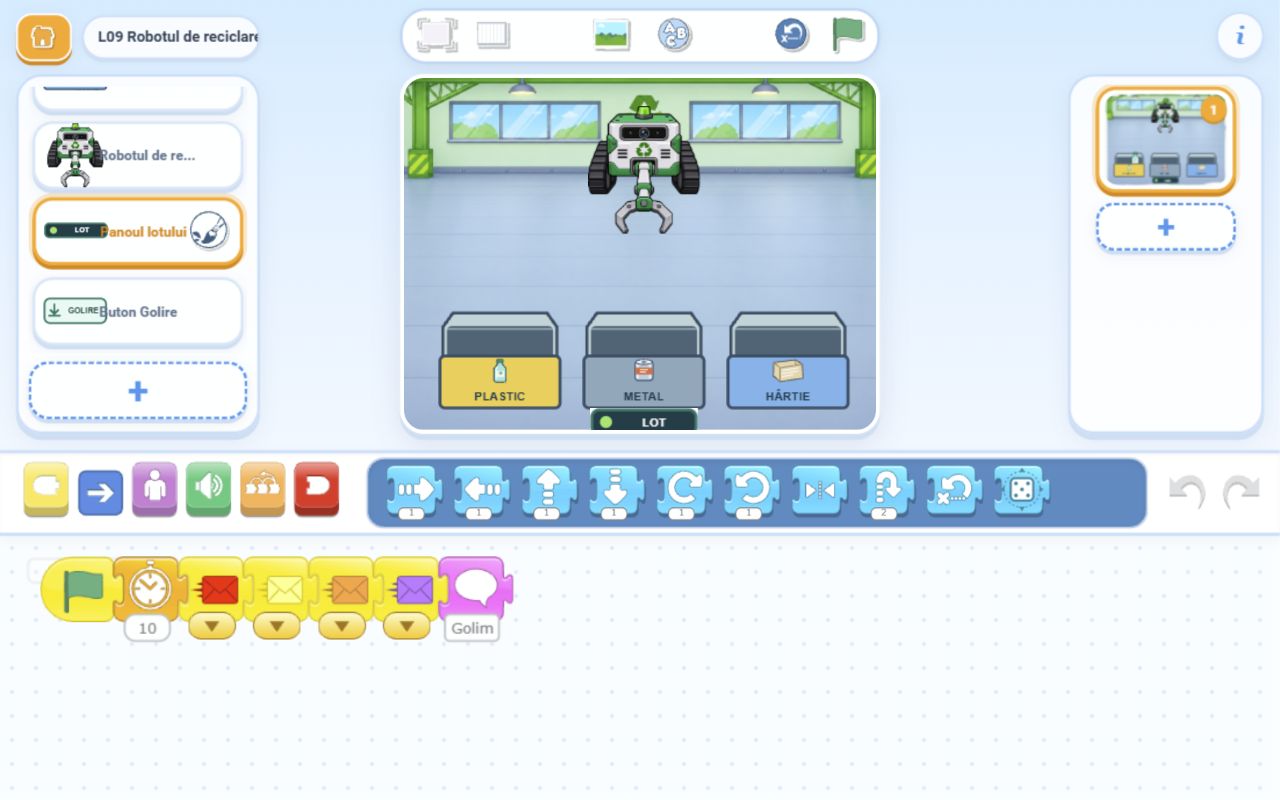 L09 Robotul de reciclare
A B C
x
i
Robotul de re...
LOT
Panoul lotului
GOLIRE
Buton Golire
PLASTIC
METAL
HÂRTIE
LOT
1
1
1
1
1
1
1
2
x
10
Golim